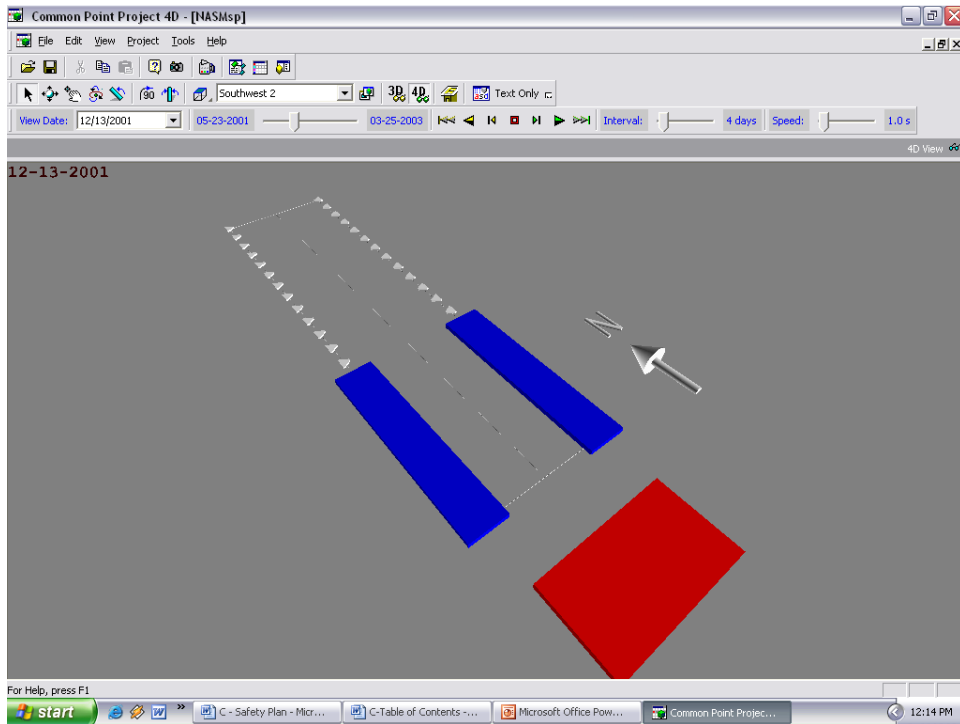 Common Point Project 4D - [NASMsp]
File Edit View Project Tools Help
90 Southwest 2 3D 4D asd Text Only
View Date: 12/13/2001 05-23-2001 03-25-2003 Interval: 4 days Speed: 1.0 s
4D View
12-13-2001
N
For Help, press F1
start W » C - Safety Plan - Micr... C-Table of Contents -... Microsoft Office Pow... Common Point Projec... 12:14 PM